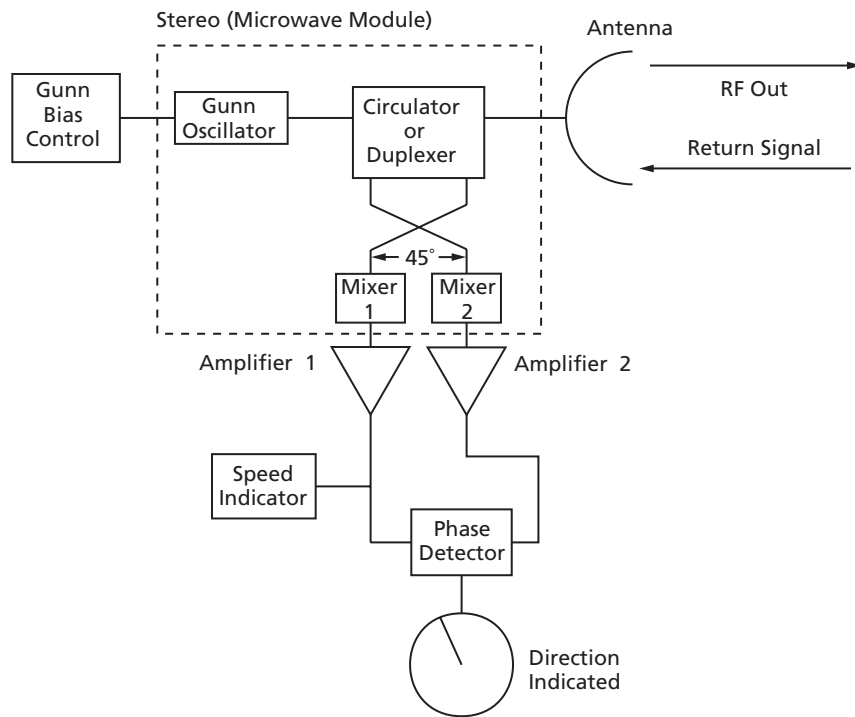 Stereo (Microwave Module)
Antenna
Gunn
Bias
Control
Gunn
Oscillator
Circulator
or
Duplexer
RF Out
Return Signal
45°
Mixer
1
Mixer
2
Amplifier 1
Amplifier 2
Speed
Indicator
Phase
Detector
Direction
Indicated